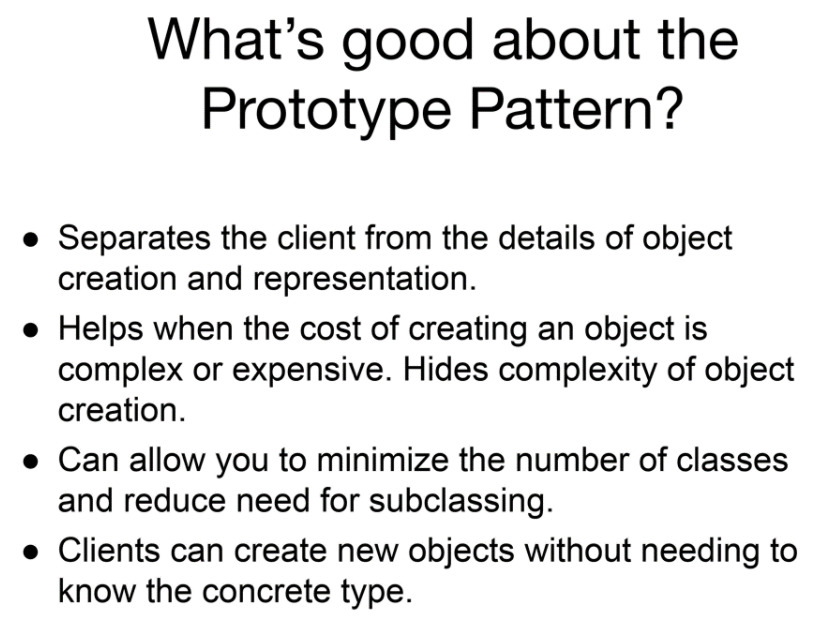 What’s good about the
Prototype Pattern?
● Separates the client from the details of object
creation and representation.
● Helps when the cost of creating an object is
complex or expensive. Hides complexity of object
creation.
● Can allow you to minimize the number of classes
and reduce need for subclassing.
● Clients can create new objects without needing to
know the concrete type.